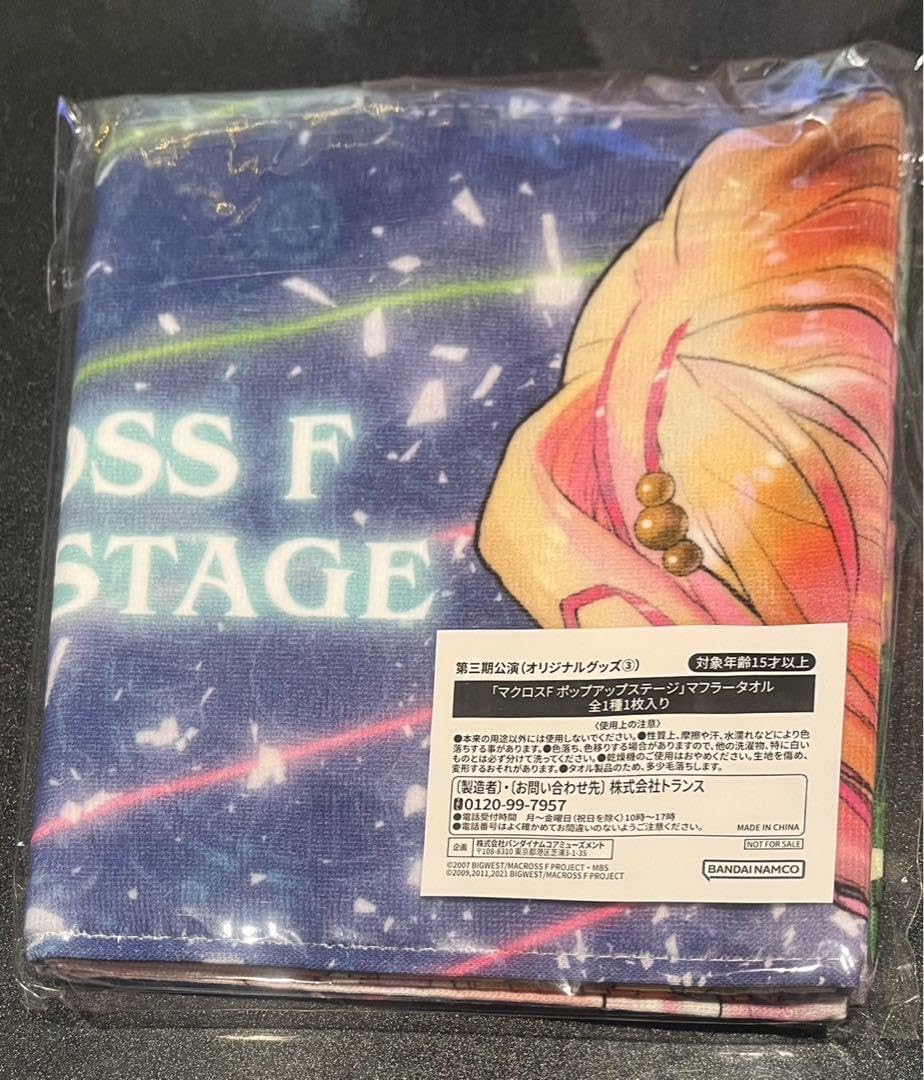 OSS F
STAGE
第三期公演(オリジナルグッズ③)
対象年齢15才以上
「マクロスF ポップアップステージ」マフラータオル
全1種1枚入り
〈使用上の注意〉
●本来の用途以外には使用しないでください。●性質上、摩擦や汗、水濡れなどにより色
落ちする事があります。●色落ち、色移りする場合がありますので、他の洗濯物、特に白い
ものとは必ず分けて洗ってください。●乾燥機のご使用はおやめください。生地を傷め、
変形するおそれがあります。●タオル製品のため、多少毛落ちします。
〔製造者〕・〔お問い合わせ先〕株式会社トランス
0120-99-7957
●電話受付時間 月〜金曜日(祝日を除く)10時〜17時
●電話番号はよく確かめてお間違いのないようご注意ください。
MADE IN CHINA
企画
株式会社バンダイナムコアミューズメント
〒108-8310 東京都港区芝浦3-1-35
NOT FOR SALE
©2007 BIGWEST/MACROSS F PROJECT・MBS
©2009,2011,2021 BIGWEST/MACROSS F PROJECT
BANDAI NAMCO